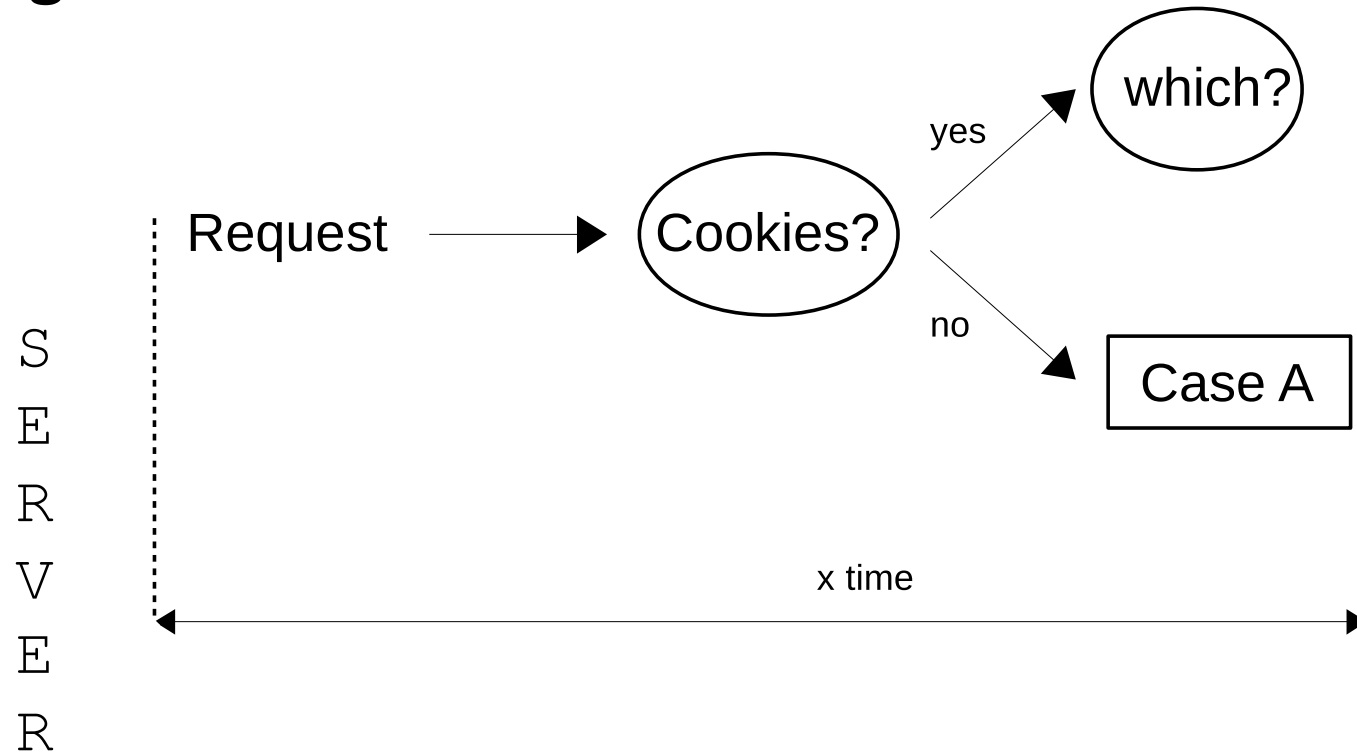 which?
yes
Request
Cookies?
no
Case A
x time
S
E
R
V
E
R